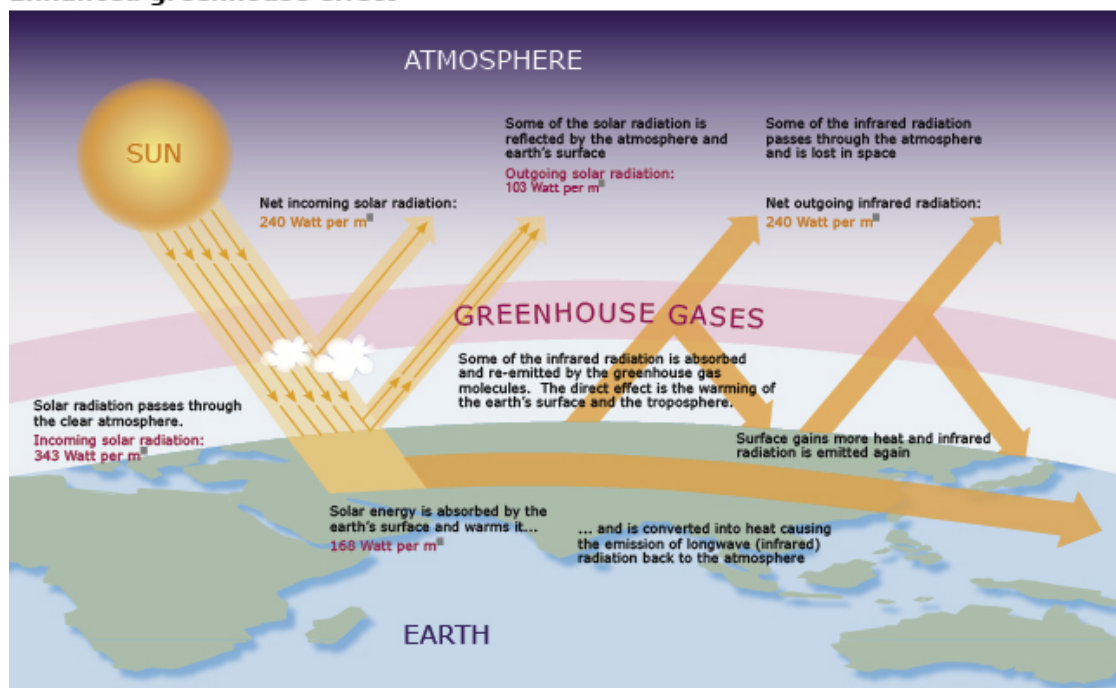 ATMOSPHERE
SUN
Some of the solar radiation is
reflected by the atmosphere and
earth's surface
Outgoing solar radiation:
103 Watt per m
Some of the infrared radiation
passes through the atmosphere
and is lost in space
Net incoming solar radiation:
240 Watt per m
Net outgoing infrared radiation:
240 Watt per m
GREENHOUSE GASES
Some of the infrared radiation is absorbed
and re-emitted by the greenhouse gas
molecules. The direct effect is the warming of
the earth's surface and the troposphere.
Solar radiation passes through
the clear atmosphere.
Incoming solar radiation:
343 Watt per m
Surface gains more heat and infrared
radiation is emitted again
Solar energy is absorbed by the
earth's surface and warms it...
168 Watt per m
... and is converted into heat causing
the emission of longwave (infrared)
radiation back to the atmosphere
EARTH